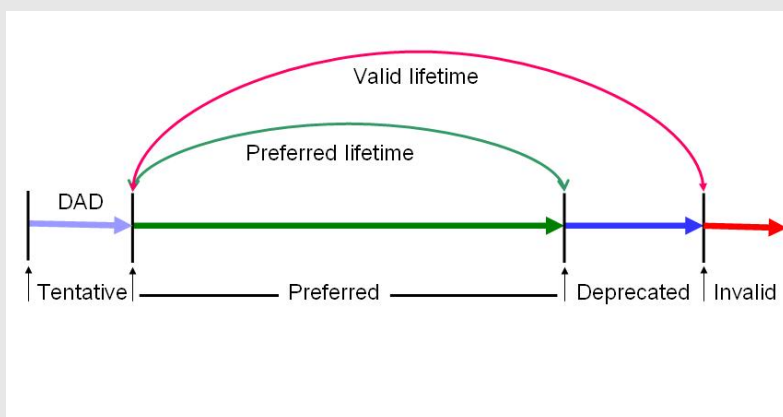 Valid lifetime
Preferred lifetime
DAD
Tentative Preferred Deprecated Invalid